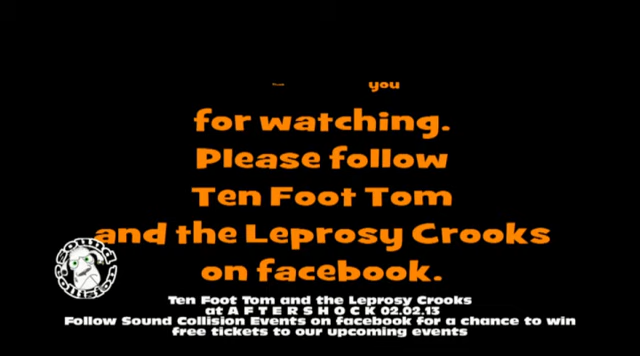 you
for watching.
Please follow
Ten Foot Tom
and the Leprosy Crooks
on facebook.
Sound
Collision
Ten Foot Tom and the Leprosy Crooks
at A F T E R S H O C K 02.02.13
Follow Sound Collision Events on facebook for a chance to win
free tickets to our upcoming events